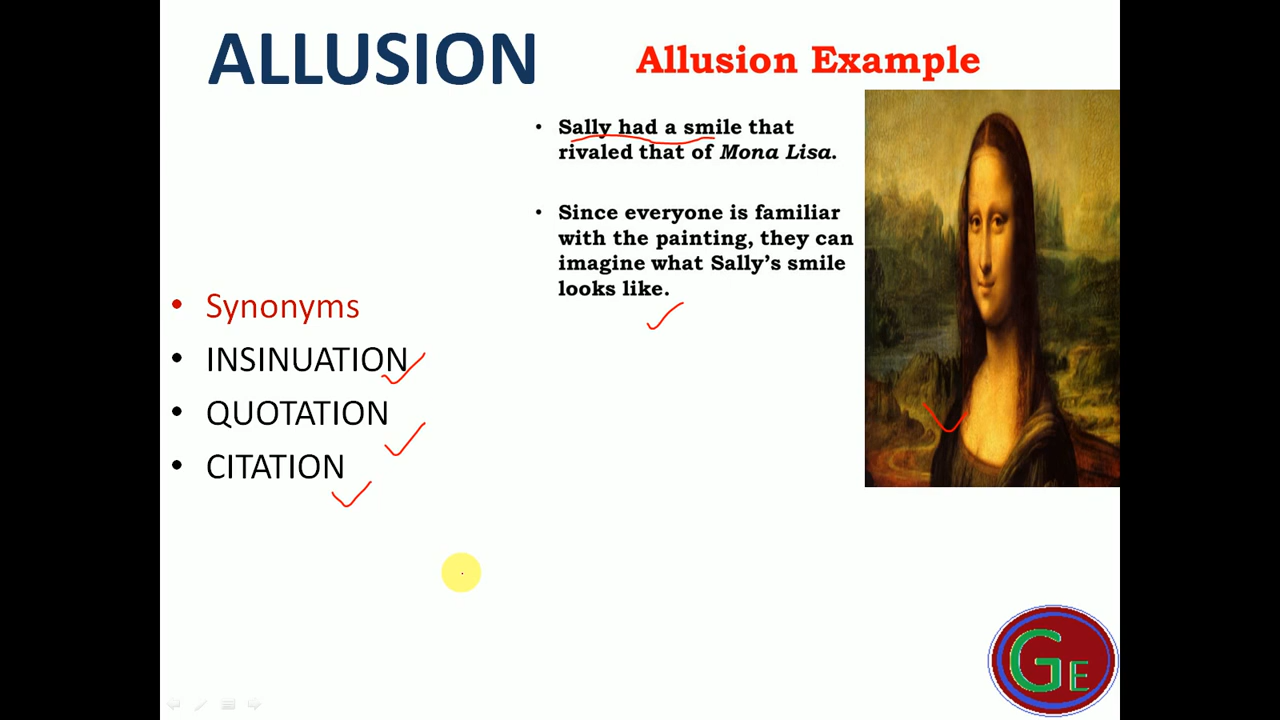 ALLUSION
Allusion Example
• Sally had a smile that
rivaled that of Mona Lisa.
• Since everyone is familiar
with the painting, they can
imagine what Sally's smile
looks like.
• Synonyms
• INSINUATION
• QUOTATION
• CITATION
GE